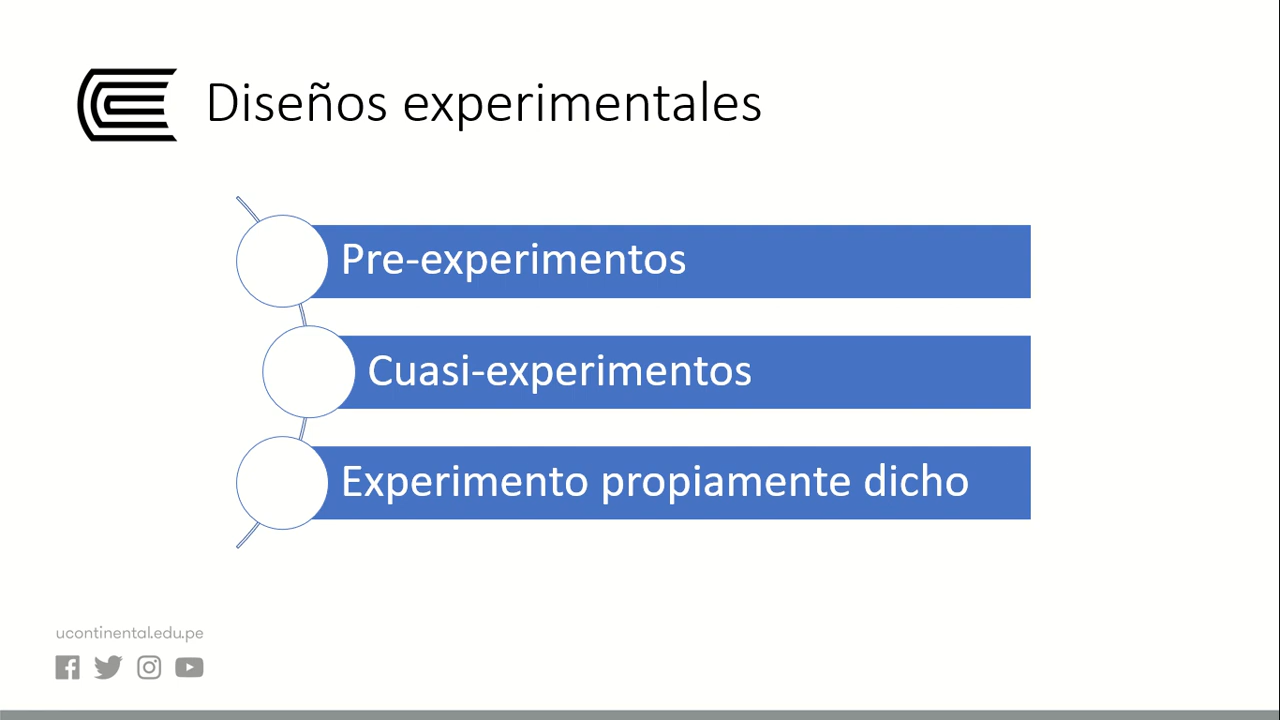 Diseños experimentales
Pre-experimentos
Cuasi-experimentos
Experimento propiamente dicho
ucontinental.edu.pe